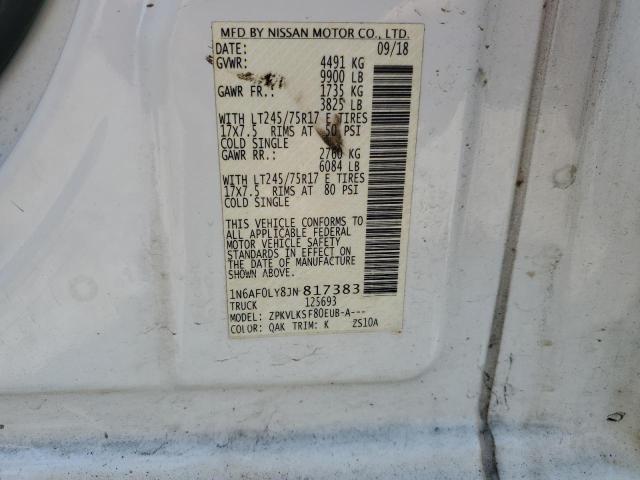 MFD BY NISSAN MOTOR CO., LTD.
DATE: 09/18
GVWR: 4491 KG
9900 LB
GAWR FR.: 1735 KG
3825 LB
WITH LT245/75R17 E TIRES
17X7.5 RIMS AT 50 PSI
COLD SINGLE
GAWR RR.: 2760 KG
6084 LB
WITH LT245/75R17 E TIRES
17X7.5 RIMS AT 80 PSI
COLD SINGLE
THIS VEHICLE CONFORMS TO
ALL APPLICABLE FEDERAL
MOTOR VEHICLE SAFETY
STANDARDS IN EFFECT ON THE
DATE OF MANUFACTURE
SHOWN ABOVE.
1N6AF0LY8JN 817383
TRUCK 125693
MODEL: ZPKVLKSF80EUB-A---
COLOR: QAK TRIM: K ZS10A